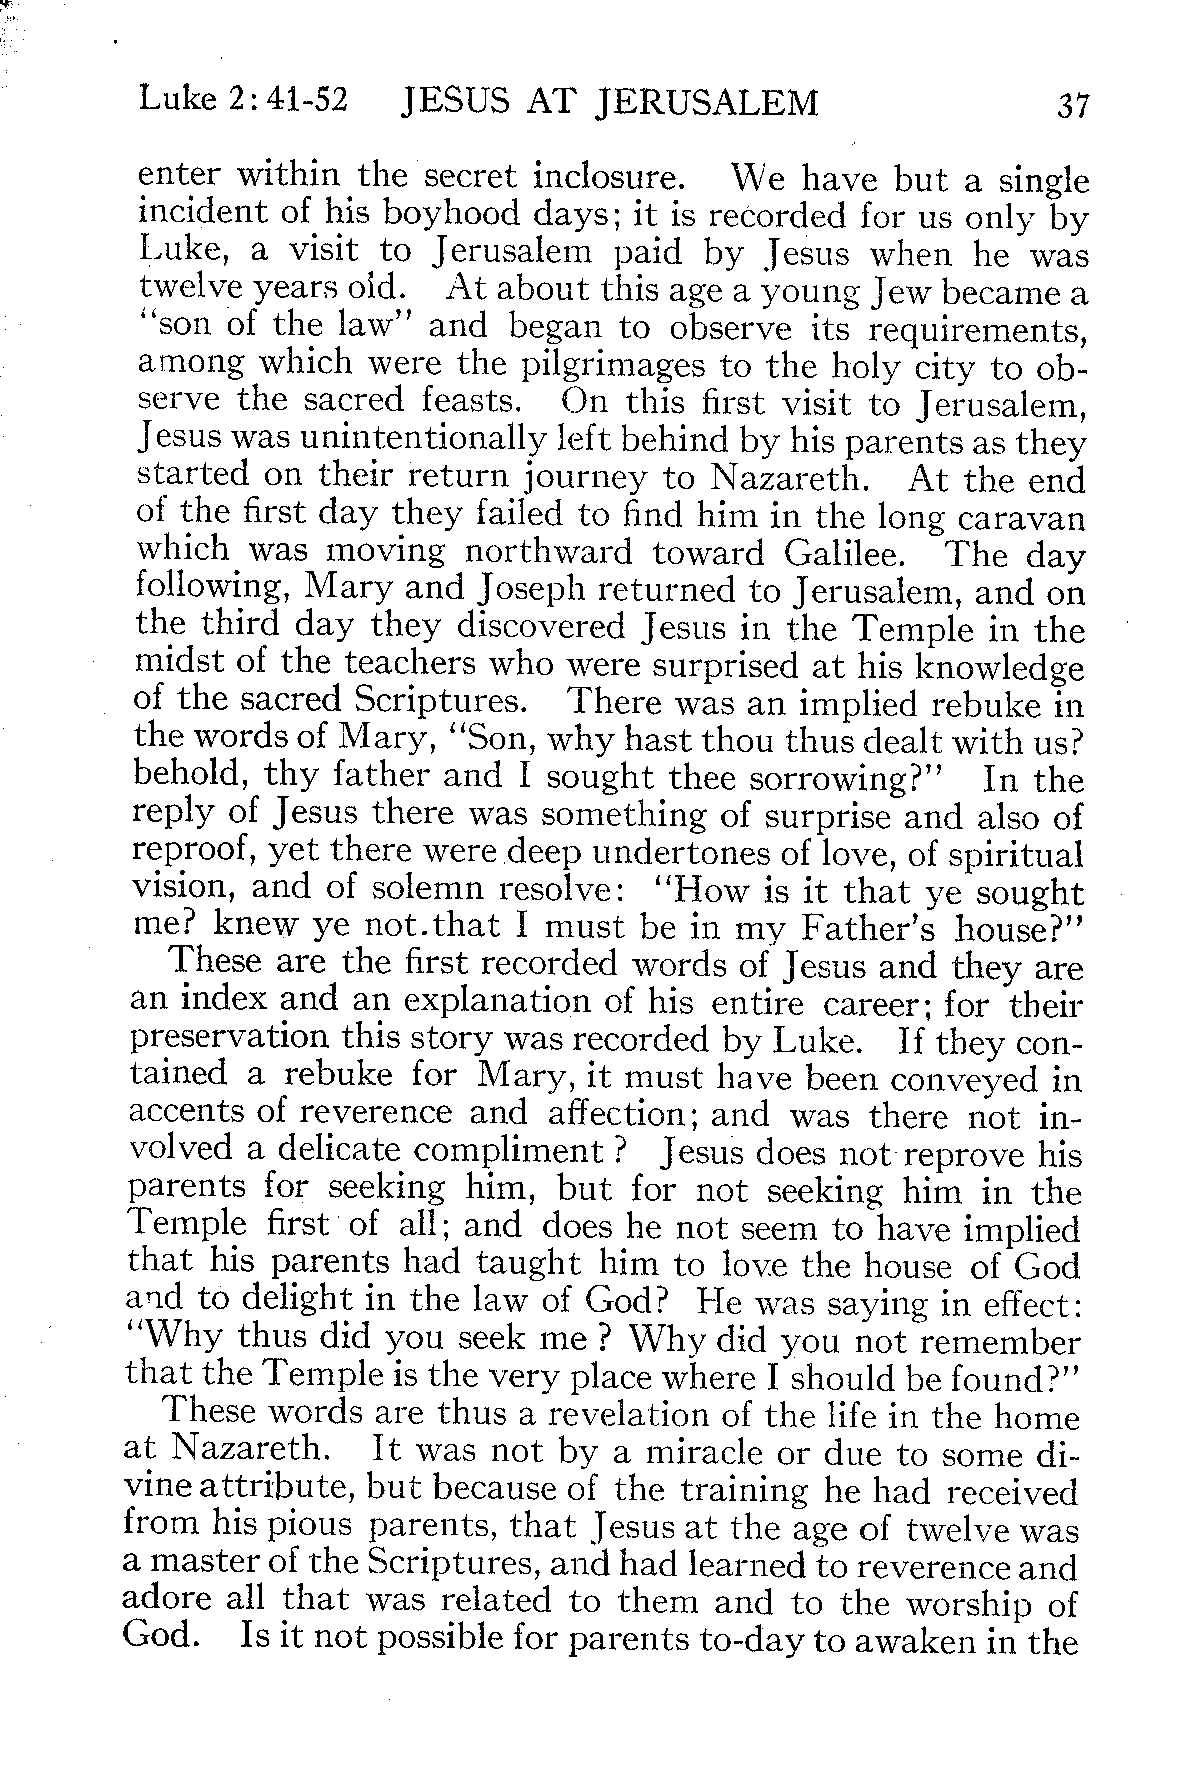 Luke 2: 41-52 JESUS AT JERUSALEM 37
enter within the secret inclosure. We have but a single
incident of his boyhood days; it is recorded for us only by
Luke, a visit to Jerusalem paid by Jesus when he was
twelve years old. At about this age a young Jew became a
"son of the law" and began to observe its requirements,
among which were the pilgrimages to the holy city to ob-
serve the sacred feasts. On this first visit to Jerusalem,
Jesus was unintentionally left behind by his parents as they
started on their return journey to Nazareth. At the end
of the first day they failed to find him in the long caravan
which was moving northward toward Galilee. The day
following, Mary and Joseph returned to Jerusalem, and on
the third day they discovered Jesus in the Temple in the
midst of the teachers who were surprised at his knowledge
of the sacred Scriptures. There was an implied rebuke in
the words of Mary, "Son, why hast thou thus dealt with us?
behold, thy father and I sought thee sorrowing?" In the
reply of Jesus there was something of surprise and also of
reproof, yet there were deep undertones of love, of spiritual
vision, and of solemn resolve: "How is it that ye sought
me? knew ye not that I must be in my Father's house?"
These are the first recorded words of Jesus and they are
an index and an explanation of his entire career; for their
preservation this story was recorded by Luke. If they con-
tained a rebuke for Mary, it must have been conveyed in
accents of reverence and affection; and was there not in-
volved a delicate compliment ? Jesus does not reprove his
parents for seeking him, but for not seeking him in the
Temple first of all; and does he not seem to have implied
that his parents had taught him to love the house of God
and to delight in the law of God? He was saying in effect:
"Why thus did you seek me ? Why did you not remember
that the Temple is the very place where I should be found?"
These words are thus a revelation of the life in the home
at Nazareth. It was not by a miracle or due to some di-
vine attribute, but because of the training he had received
from his pious parents, that Jesus at the age of twelve was
a master of the Scriptures, and had learned to reverence and
adore all that was related to them and to the worship of
God. Is it not possible for parents to-day to awaken in the